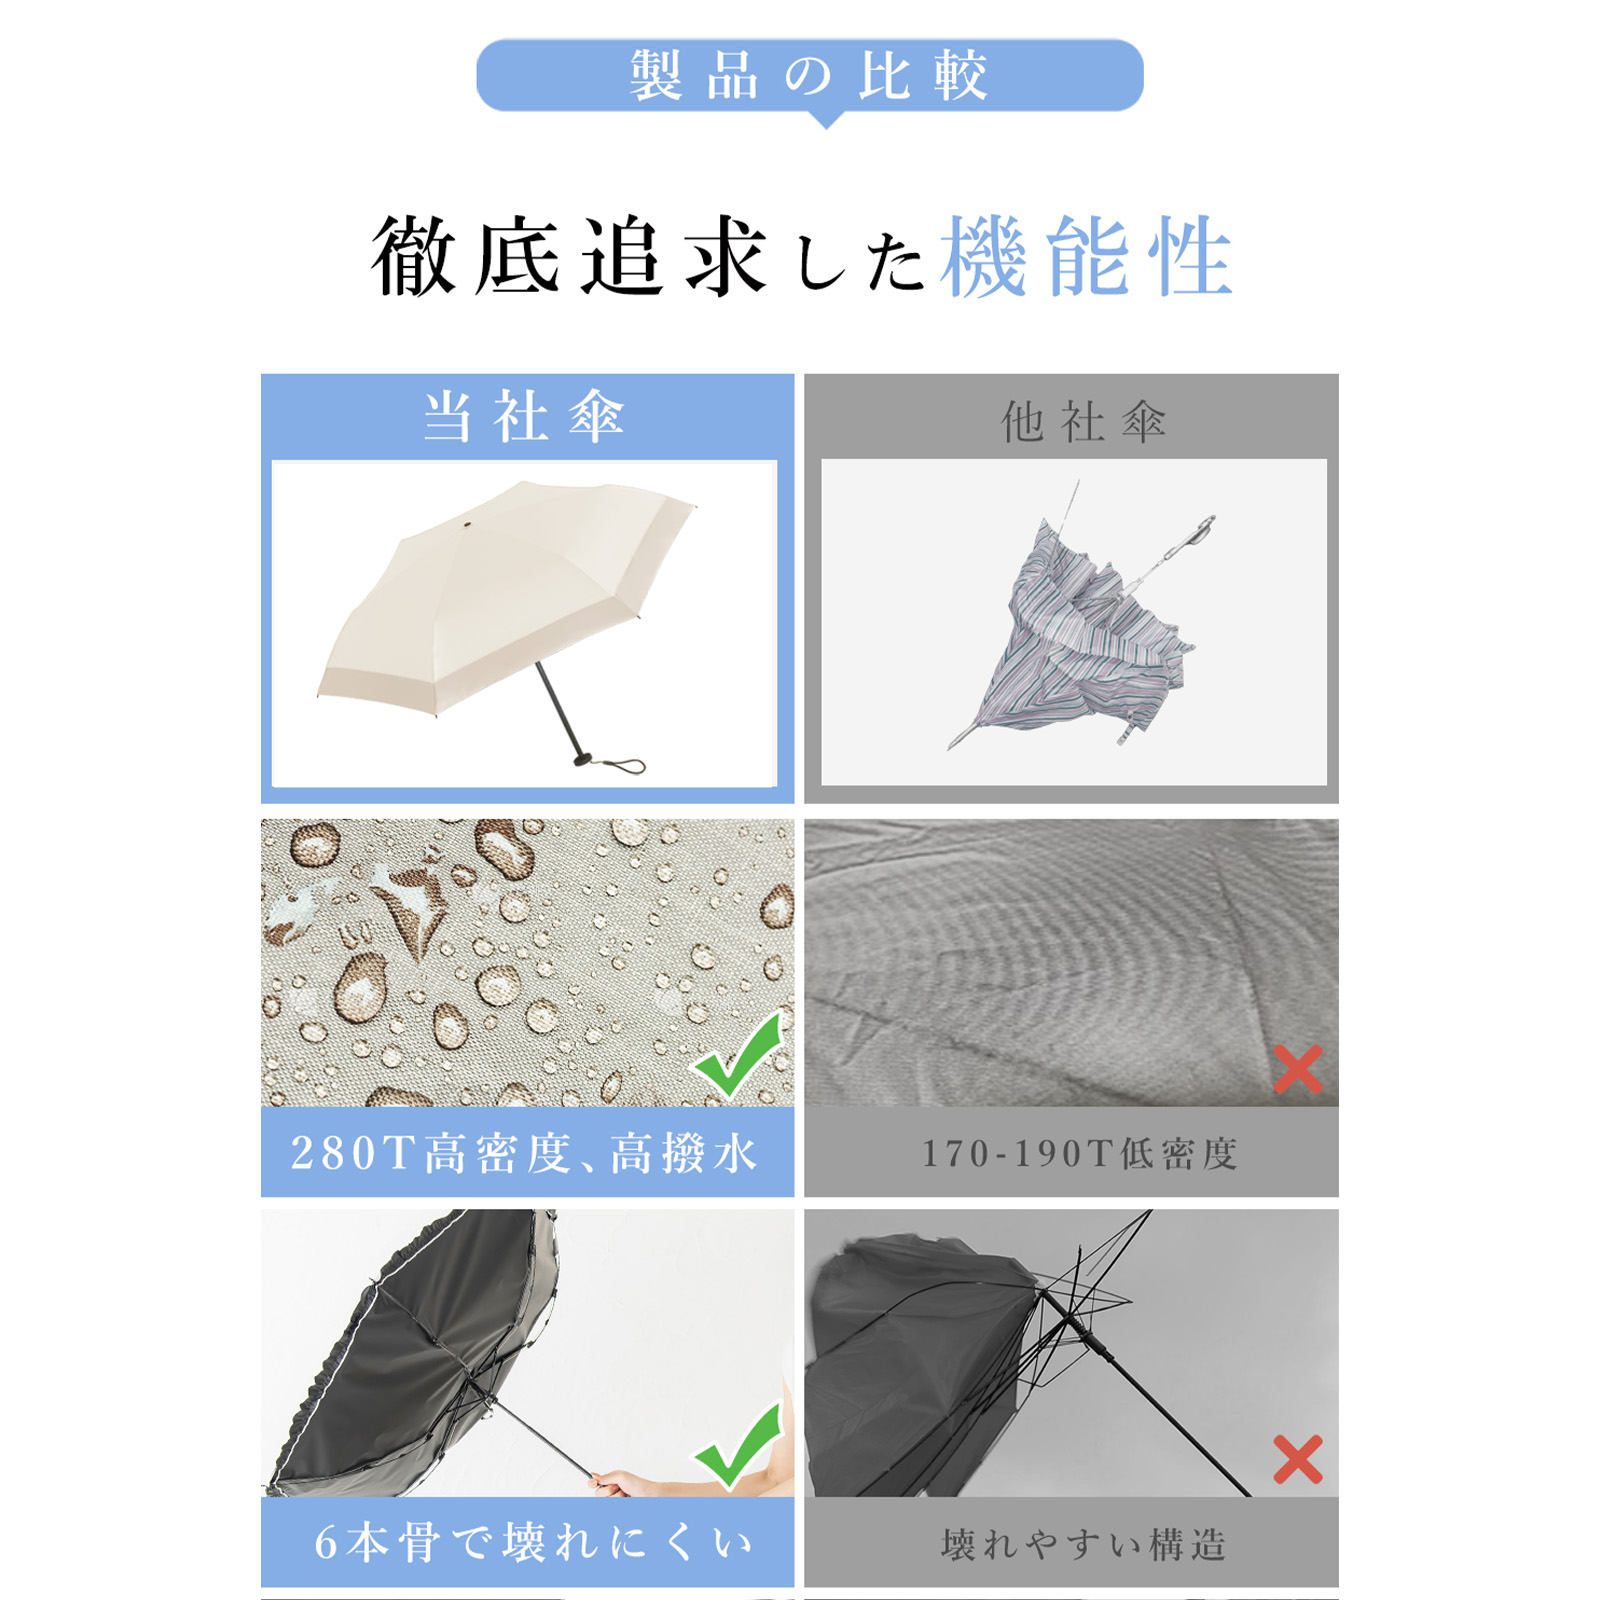 製品の比較
徹底追求した機能性
当社傘
他社傘
280T高密度、高撥水
170-190T低密度
6本骨で壊れにくい
壊れやすい構造